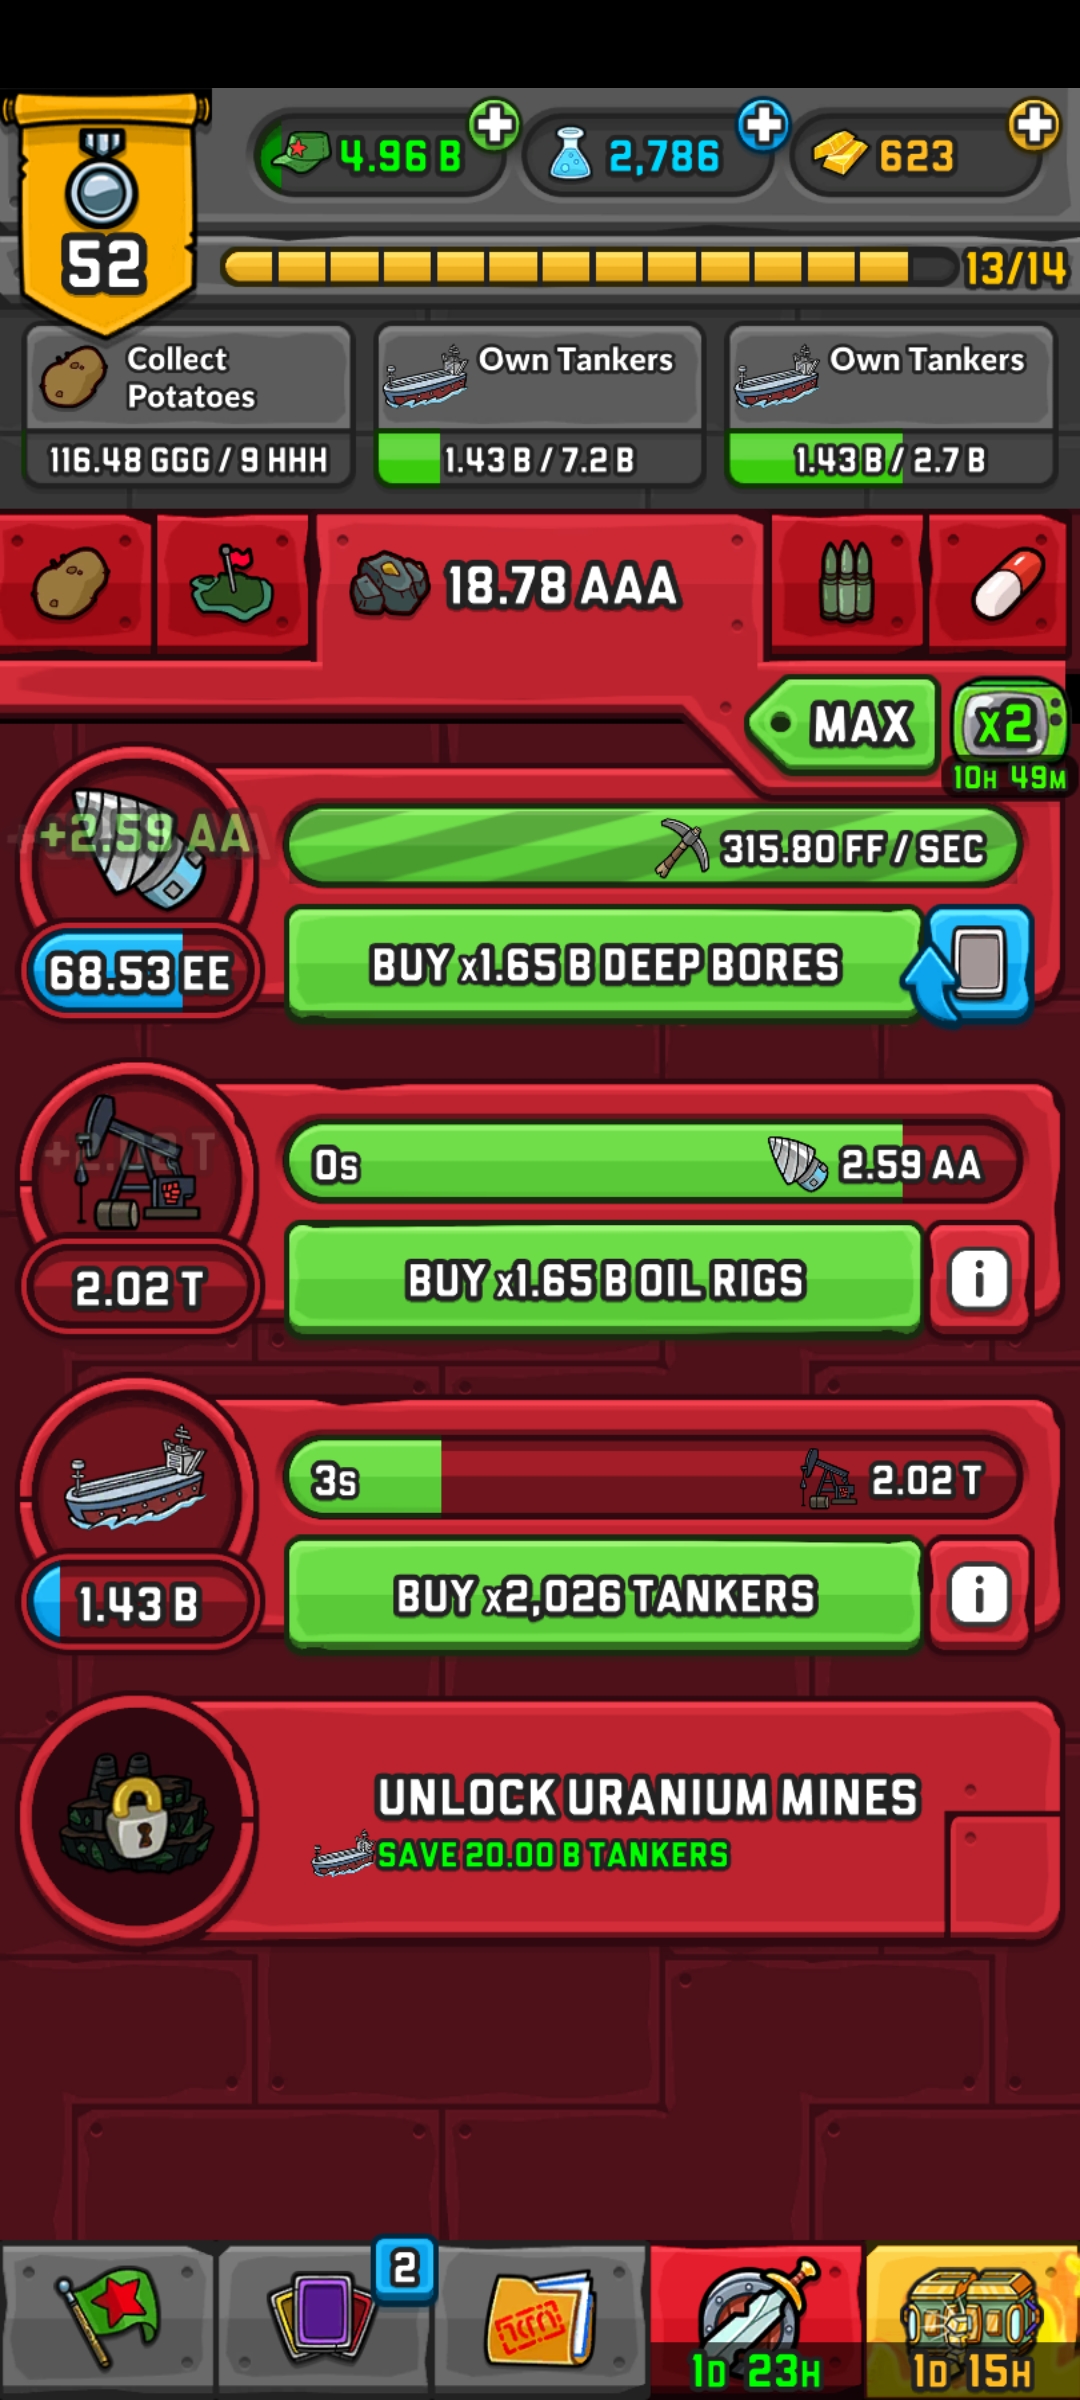 52
4.96 B
2,786
623
13/14
Collect
Potatoes
116.48 GGG / 9 HHH
Own Tankers
1.43 B / 7.2 B
Own Tankers
1.43 B / 2.7 B
18.78 AAA
MAX
x2
10H 49M
+2.59 AA
315.80 FF / SEC
68.53 EE
BUY x1.65 B DEEP BORES
+2.02 T
0s
2.59 AA
2.02 T
BUY x1.65 B OIL RIGS
i
3s
2.02 T
1.43 B
BUY x2,026 TANKERS
i
UNLOCK URANIUM MINES
SAVE 20.00 B TANKERS
2
1D 23H
1D 15H